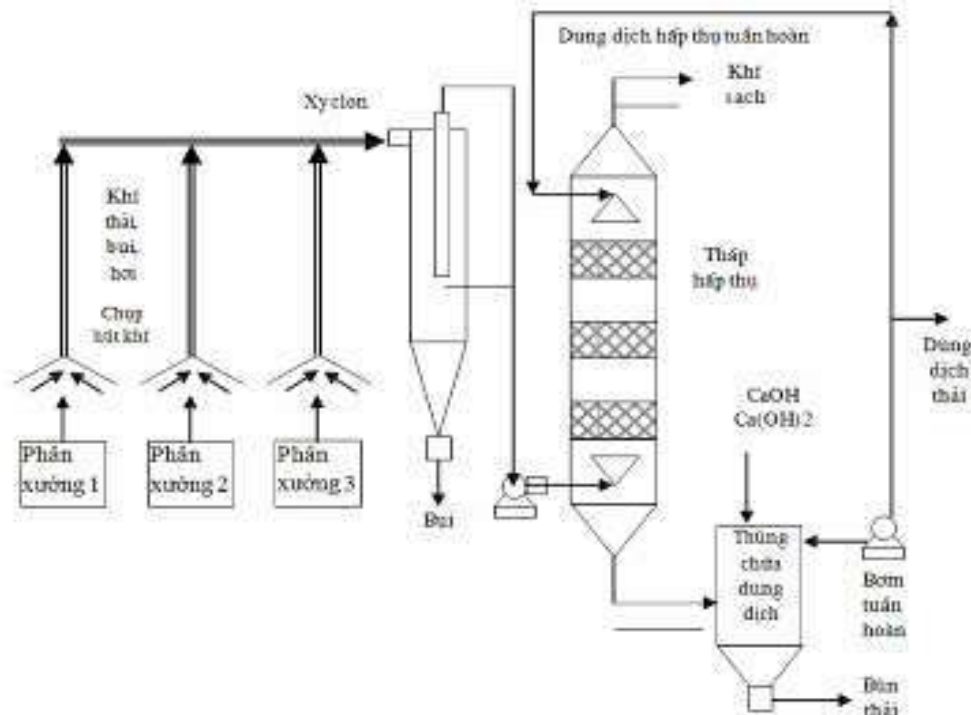 Dung dịch hấp thụ tuần hoàn
Khí
sạch
Xyclon
Khí
thải,
bụi,
hơi
Chụp
hút khí
Tháp
hấp thụ
Dung
dịch
thải
CaOH
Ca(OH)2
Phân
xưởng 1
Phân
xưởng 2
Phân
xưởng 3
Bụi
Thùng
chứa
dung
dịch
Bơm
tuần
hoàn
Bùn
thải